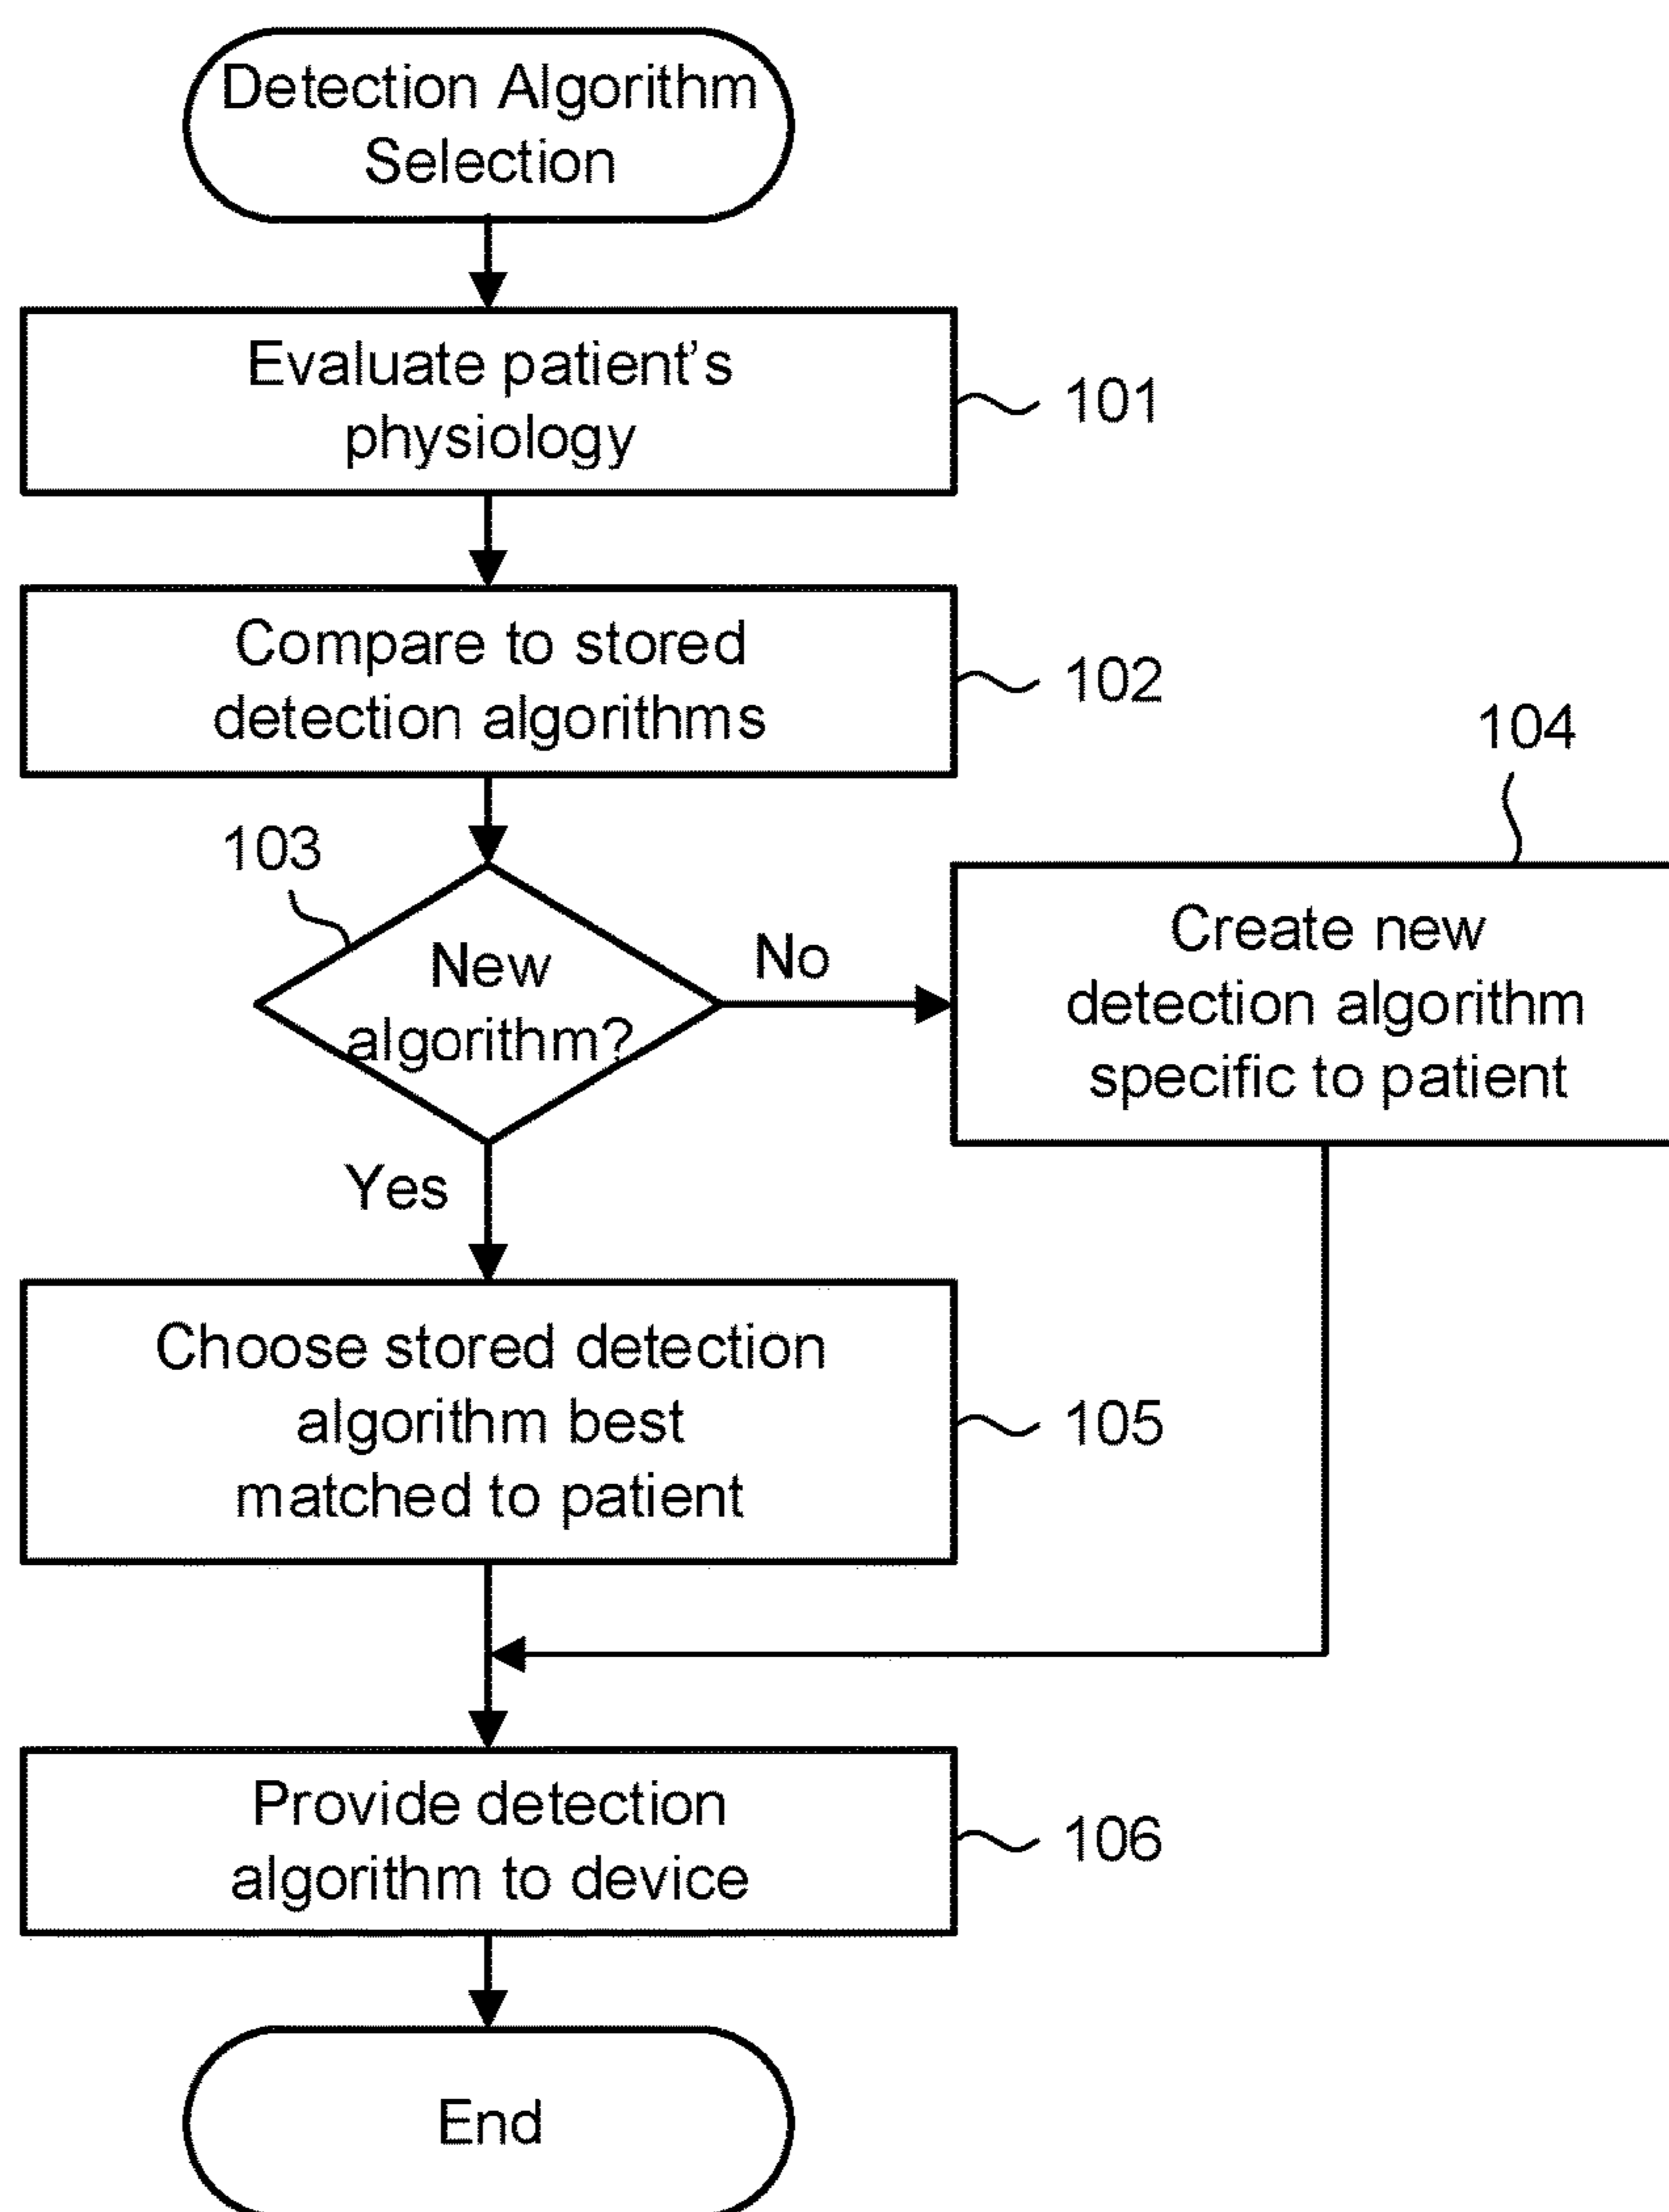 Detection Algorithm
Selection
Evaluate patient's
physiology
101
Compare to stored
detection algorithms
102
103
New
algorithm?
No
104
Create new
detection algorithm
specific to patient
Yes
Choose stored detection
algorithm best
matched to patient
105
Provide detection
algorithm to device
106
End